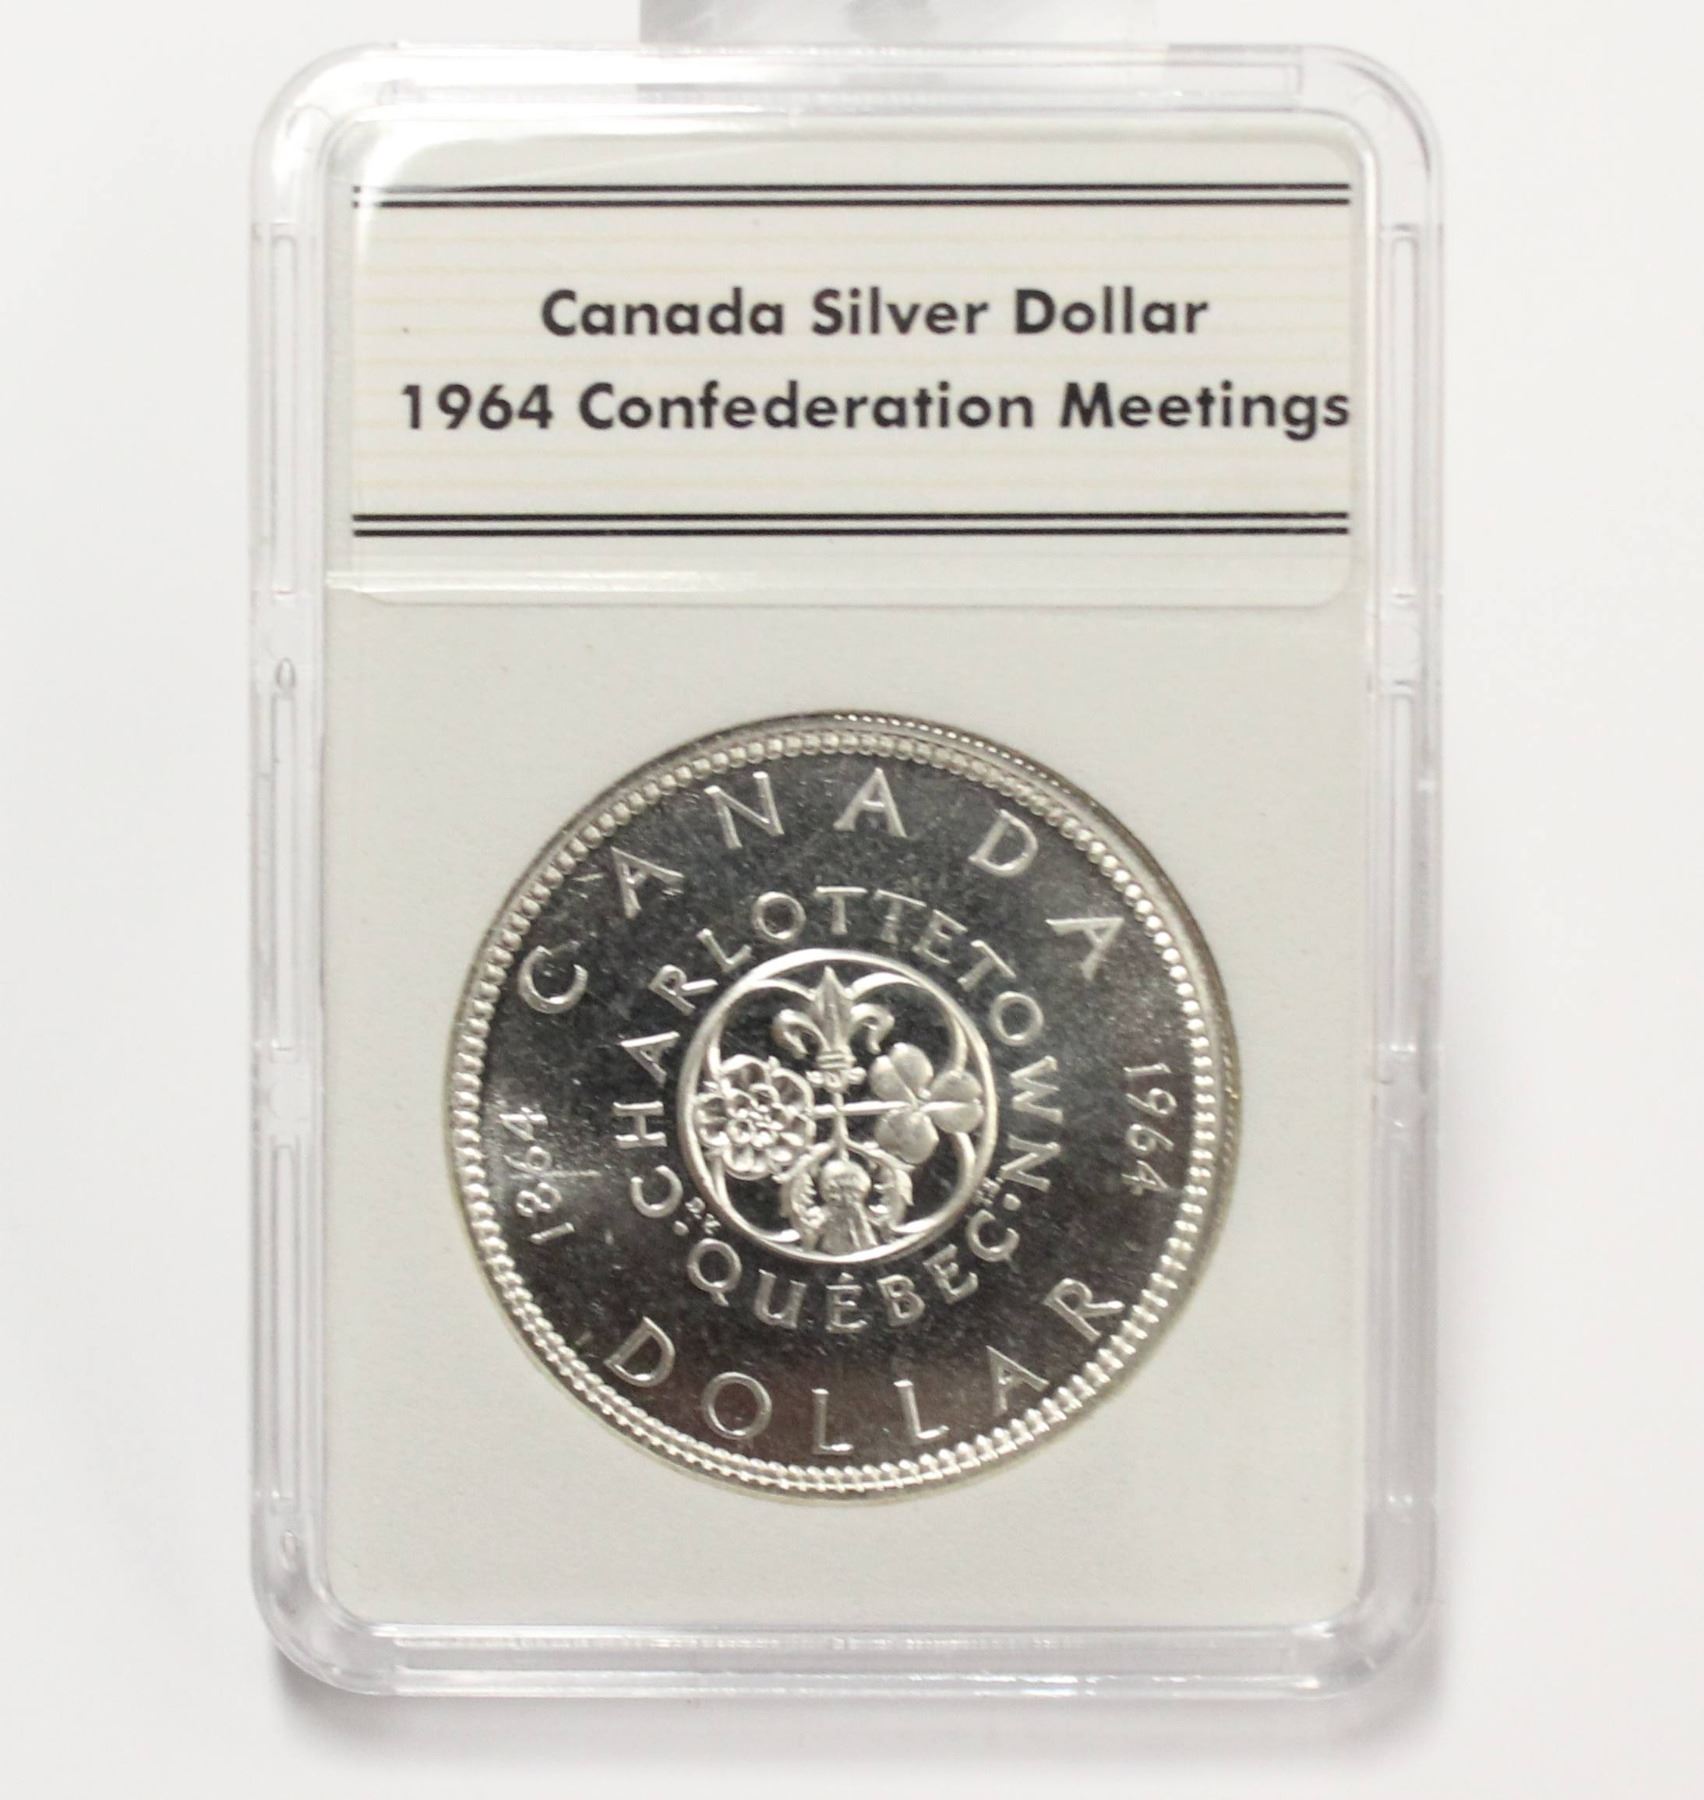 Canada Silver Dollar
1964 Confederation Meetings
CANADA
CHARLOTTETOWN
1864
1964
·QUÉBEC·
DOLLAR